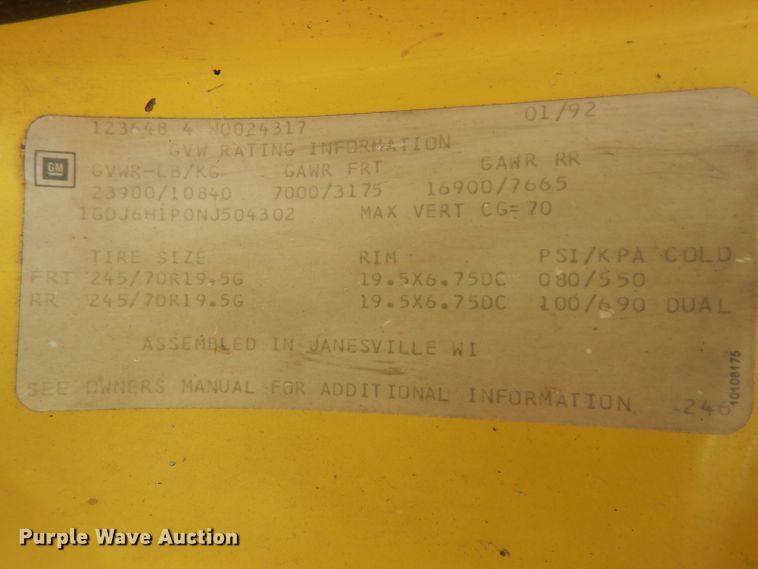 123648 4 W0024317 01/92
GVW RATING INFORMATION
GM
GVWR-LB/KG GAWR FRT GAWR RR
23900/10840 7000/3175 16900/7665
1GDJ6H1P0NJ504302 MAX VERT CG=70
TIRE SIZE RIM PSI/KPA COLD
FRT 245/70R19.5G 19.5X6.75DC 080/550
RR 245/70R19.5G 19.5X6.75DC 100/690 DUAL
ASSEMBLED IN JANESVILLE WI
SEE OWNERS MANUAL FOR ADDITIONAL INFORMATION
10108175
Purple Wave Auction